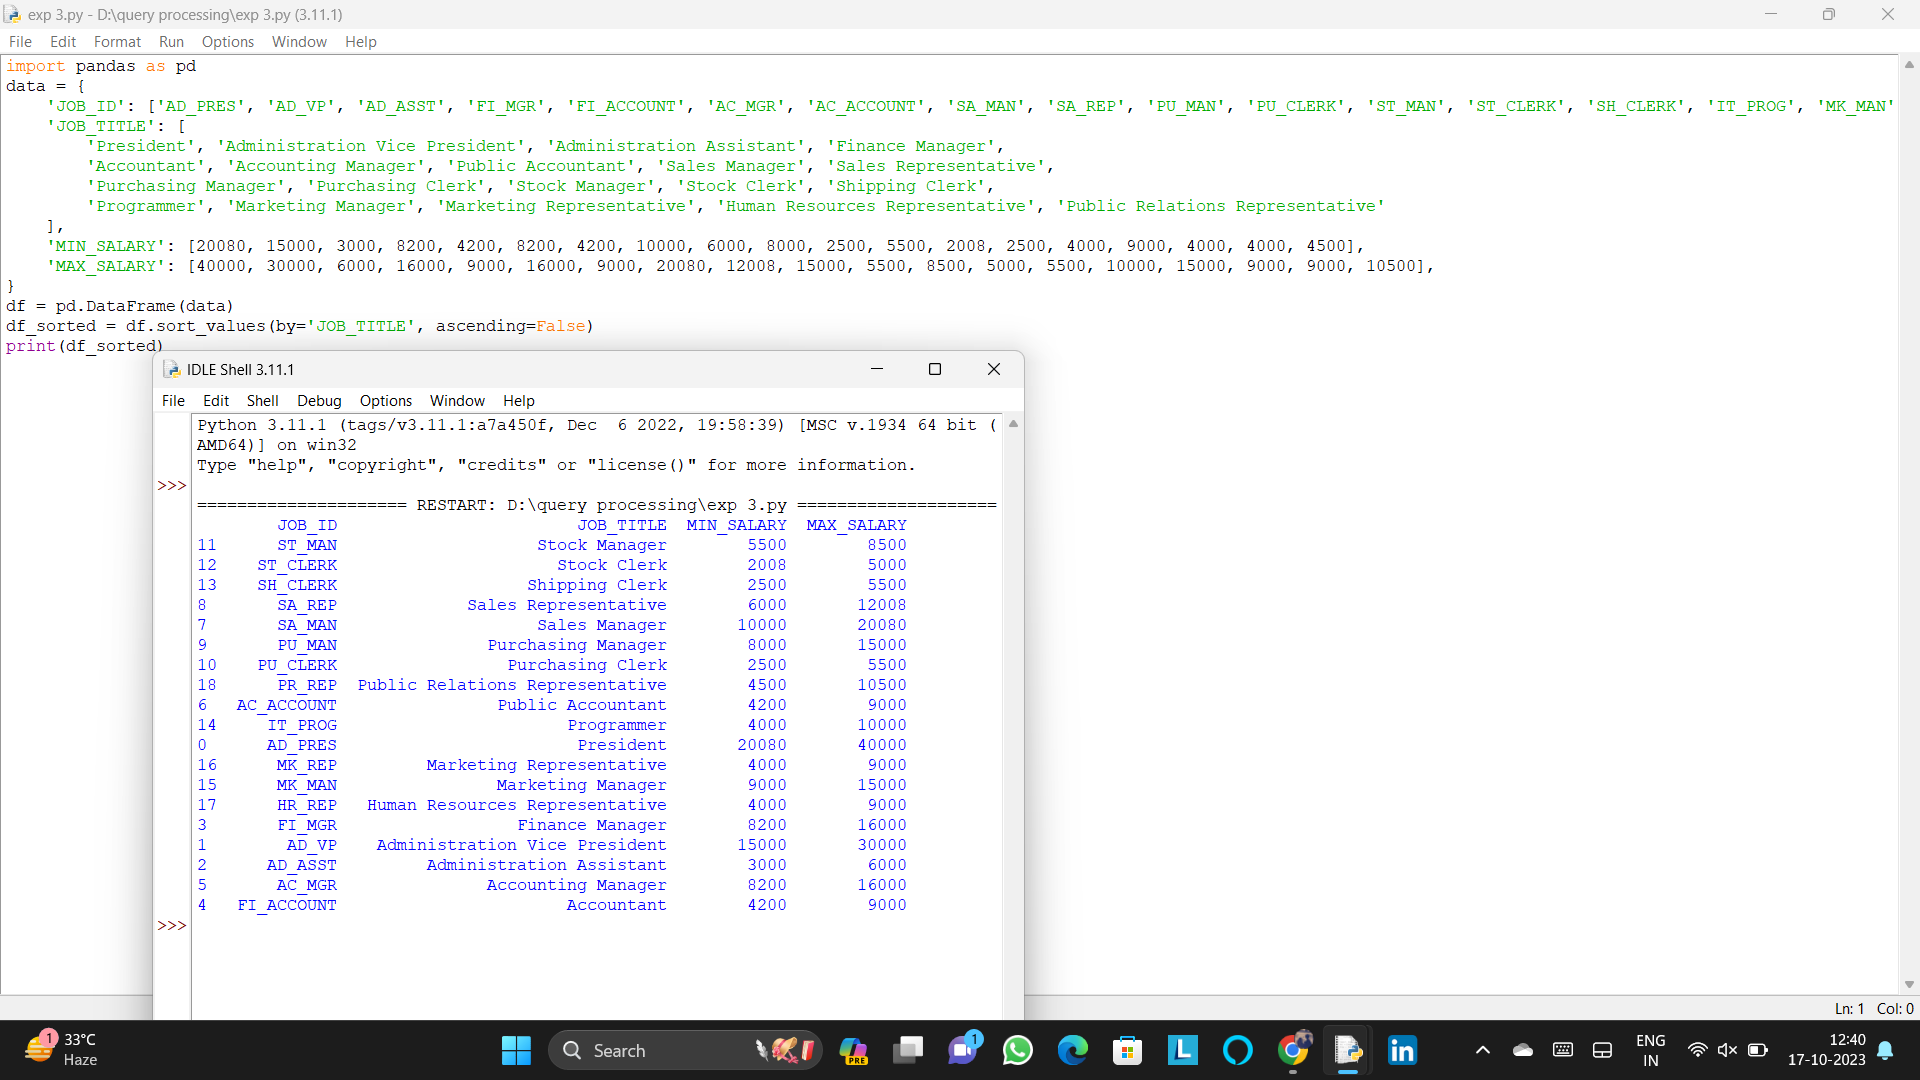 exp 3.py - D:\query processing\exp 3.py (3.11.1)
File Edit Format Run Options Window Help
import pandas as pd
data = {
    'JOB_ID': ['AD_PRES', 'AD_VP', 'AD_ASST', 'FI_MGR', 'FI_ACCOUNT', 'AC_MGR', 'AC_ACCOUNT', 'SA_MAN', 'SA_REP', 'PU_MAN', 'PU_CLERK', 'ST_MAN', 'ST_CLERK', 'SH_CLERK', 'IT_PROG', 'MK_MAN'
    'JOB_TITLE': [
        'President', 'Administration Vice President', 'Administration Assistant', 'Finance Manager',
        'Accountant', 'Accounting Manager', 'Public Accountant', 'Sales Manager', 'Sales Representative',
        'Purchasing Manager', 'Purchasing Clerk', 'Stock Manager', 'Stock Clerk', 'Shipping Clerk',
        'Programmer', 'Marketing Manager', 'Marketing Representative', 'Human Resources Representative', 'Public Relations Representative'
    ],
    'MIN_SALARY': [20080, 15000, 3000, 8200, 4200, 8200, 4200, 10000, 6000, 8000, 2500, 5500, 2008, 2500, 4000, 9000, 4000, 4000, 4500],
    'MAX_SALARY': [40000, 30000, 6000, 16000, 9000, 16000, 9000, 20080, 12008, 15000, 5500, 8500, 5000, 5500, 10000, 15000, 9000, 9000, 10500],
}
df = pd.DataFrame(data)
df_sorted = df.sort_values(by='JOB_TITLE', ascending=False)
print(df_sorted)
IDLE Shell 3.11.1
File Edit Shell Debug Options Window Help
Python 3.11.1 (tags/v3.11.1:a7a450f, Dec  6 2022, 19:58:39) [MSC v.1934 64 bit (
AMD64)] on win32
Type "help", "copyright", "credits" or "license()" for more information.
>>>
===================== RESTART: D:\query processing\exp 3.py ====================
JOB_ID JOB_TITLE MIN_SALARY MAX_SALARY
11 ST_MAN Stock Manager 5500 8500
12 ST_CLERK Stock Clerk 2008 5000
13 SH_CLERK Shipping Clerk 2500 5500
8 SA_REP Sales Representative 6000 12008
7 SA_MAN Sales Manager 10000 20080
9 PU_MAN Purchasing Manager 8000 15000
10 PU_CLERK Purchasing Clerk 2500 5500
18 PR_REP Public Relations Representative 4500 10500
6 AC_ACCOUNT Public Accountant 4200 9000
14 IT_PROG Programmer 4000 10000
0 AD_PRES President 20080 40000
16 MK_REP Marketing Representative 4000 9000
15 MK_MAN Marketing Manager 9000 15000
17 HR_REP Human Resources Representative 4000 9000
3 FI_MGR Finance Manager 8200 16000
1 AD_VP Administration Vice President 15000 30000
2 AD_ASST Administration Assistant 3000 6000
5 AC_MGR Accounting Manager 8200 16000
4 FI_ACCOUNT Accountant 4200 9000
>>>
Ln: 1 Col: 0
1 33°C
Haze
Search
PRE
1
L
in
ENG
IN
12:40
17-10-2023